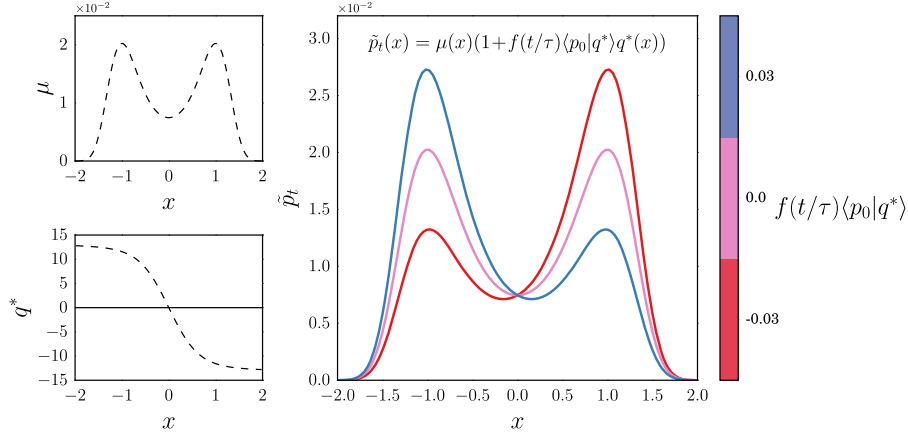 ×10⁻²
2
1
0
μ
−2 −1 0 1 2
x
15
10
5
0
−5
−10
−15
q*
−2 −1 0 1 2
x
×10⁻²
3.0
2.5
2.0
1.5
1.0
0.5
0.0
p̃ₜ
p̃ₜ(x) = μ(x)(1+f(t/τ)⟨p₀|q*⟩q*(x))
−2.0 −1.5 −1.0 −0.5 0.0 0.5 1.0 1.5 2.0
x
0.03
0.0
-0.03
f(t/τ)⟨p₀|q*⟩